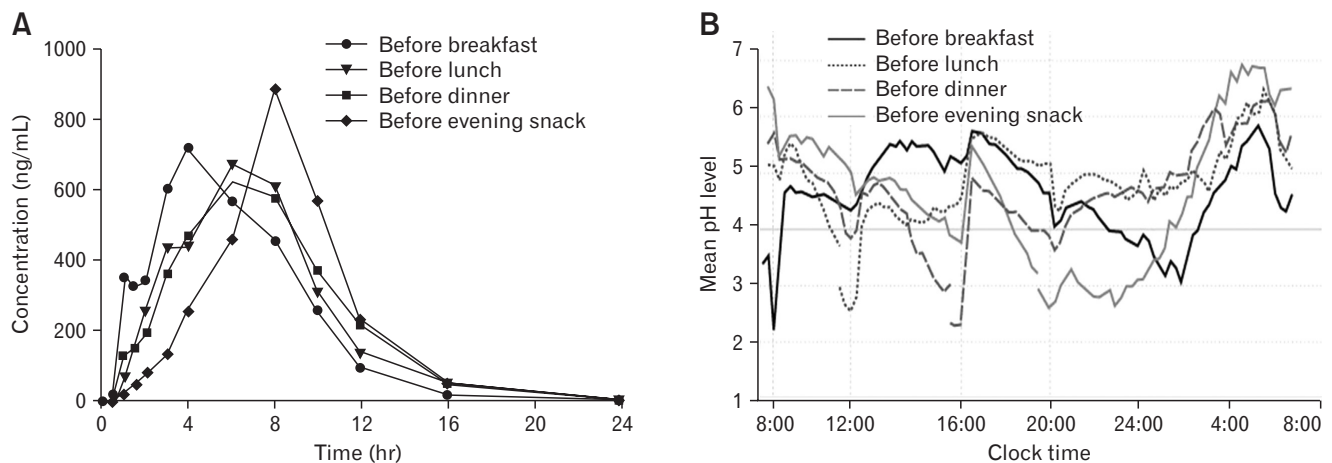 A
1000
800
600
400
200
0
Concentration (ng/mL)
0 4 8 12 16 20 24
Time (hr)
Before breakfast
Before lunch
Before dinner
Before evening snack
B
7
6
5
4
3
2
1
Mean pH level
8:00 12:00 16:00 20:00 24:00 4:00 8:00
Clock time
Before breakfast
Before lunch
Before dinner
Before evening snack